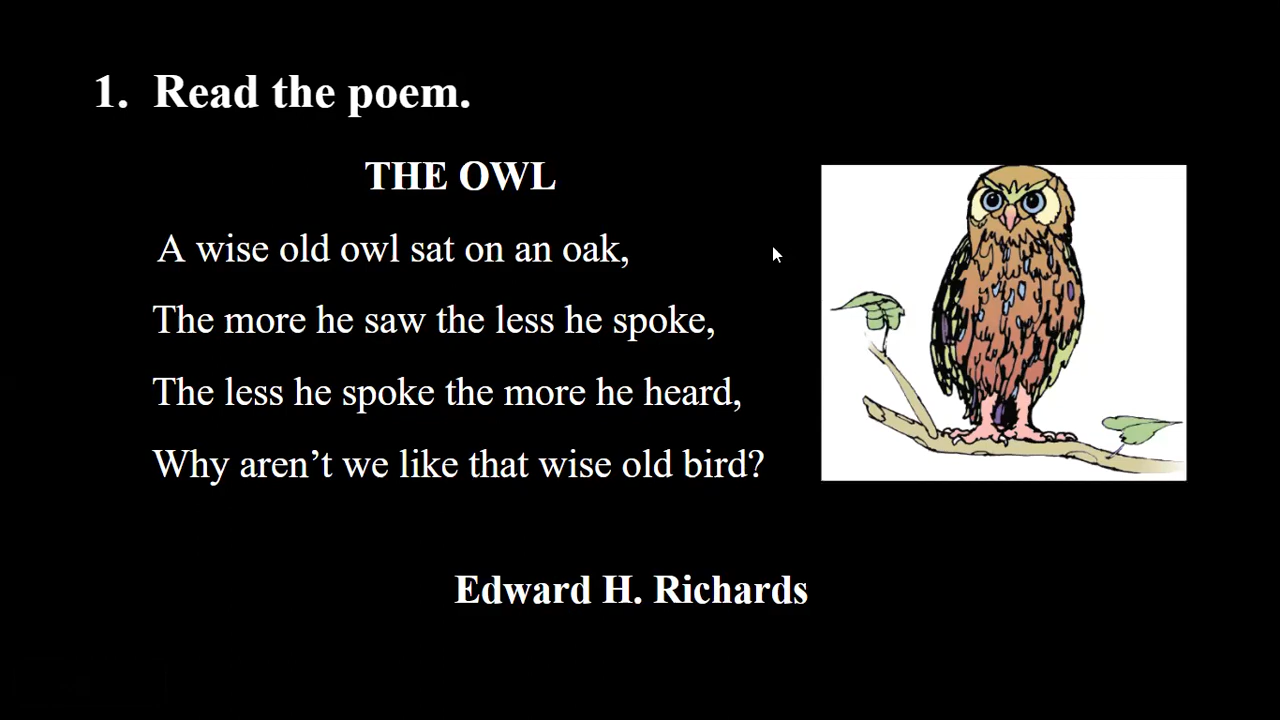 1. Read the poem.
THE OWL
A wise old owl sat on an oak,
The more he saw the less he spoke,
The less he spoke the more he heard,
Why aren’t we like that wise old bird?
Edward H. Richards